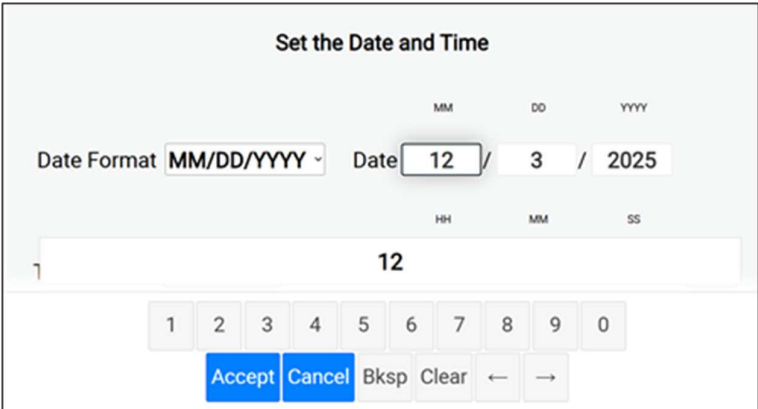 Set the Date and Time
MM DD YYYY
Date Format MM/DD/YYYY Date 12 / 3 / 2025
HH MM SS
12
1 2 3 4 5 6 7 8 9 0
Accept Cancel Bksp Clear ← →